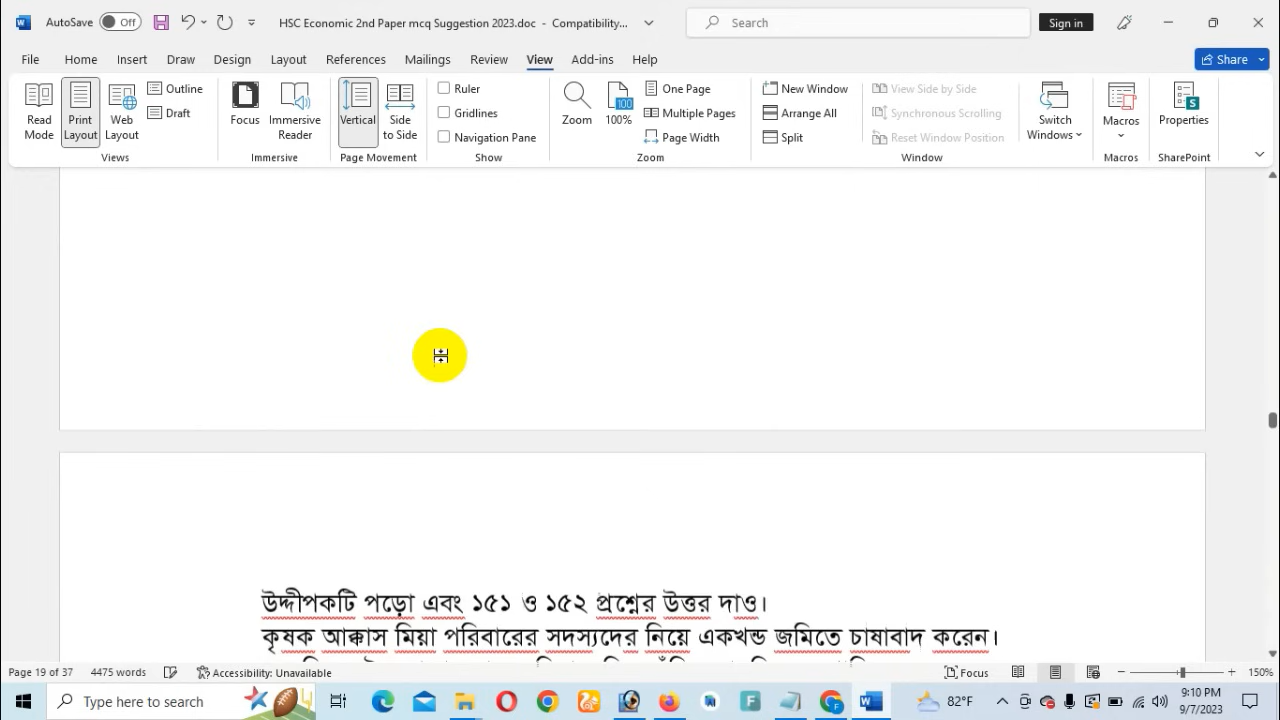 AutoSave Off HSC Economic 2nd Paper mcq Suggestion 2023.doc - Compatibility... Search Sign in
File Home Insert Draw Design Layout References Mailings Review View Add-ins Help Share
Read Mode Print Layout Web Layout Outline Draft Focus Immersive Reader Vertical Side to Side Ruler Gridlines Navigation Pane Zoom 100 100% One Page Multiple Pages Page Width New Window Arrange All Split View Side by Side Synchronous Scrolling Reset Window Position Switch Windows Macros Properties
Views Immersive Page Movement Show Zoom Window Macros SharePoint
উদ্দীপকটি পড়ো এবং ১৫১ ও ১৫২ প্রশ্নের উত্তর দাও।
কৃষক আক্কাস মিয়া পরিবারের সদস্যদের নিয়ে একখন্ড জমিতে চাষাবাদ করেন।
Page 19 of 37 4475 words Accessibility: Unavailable Focus 150%
Type here to search 82°F 9:10 PM
9/7/2023